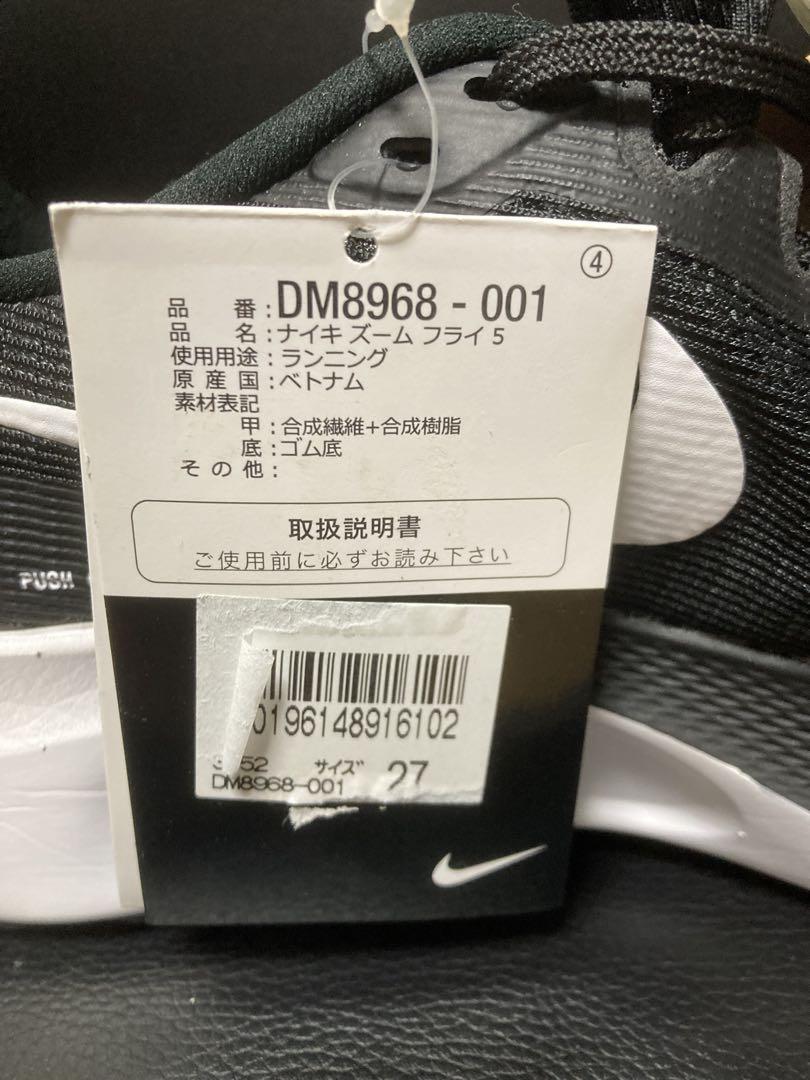 ④
品 番:DM8968 - 001
品 名:ナイキ ズーム フライ 5
使用用途:ランニング
原 産 国:ベトナム
素材表記
甲:合成繊維+合成樹脂
底:ゴム底
そ の 他:
取扱説明書
ご使用前に必ずお読み下さい
PUSH
0196148916102
52 サイズ 27
DM8968-001